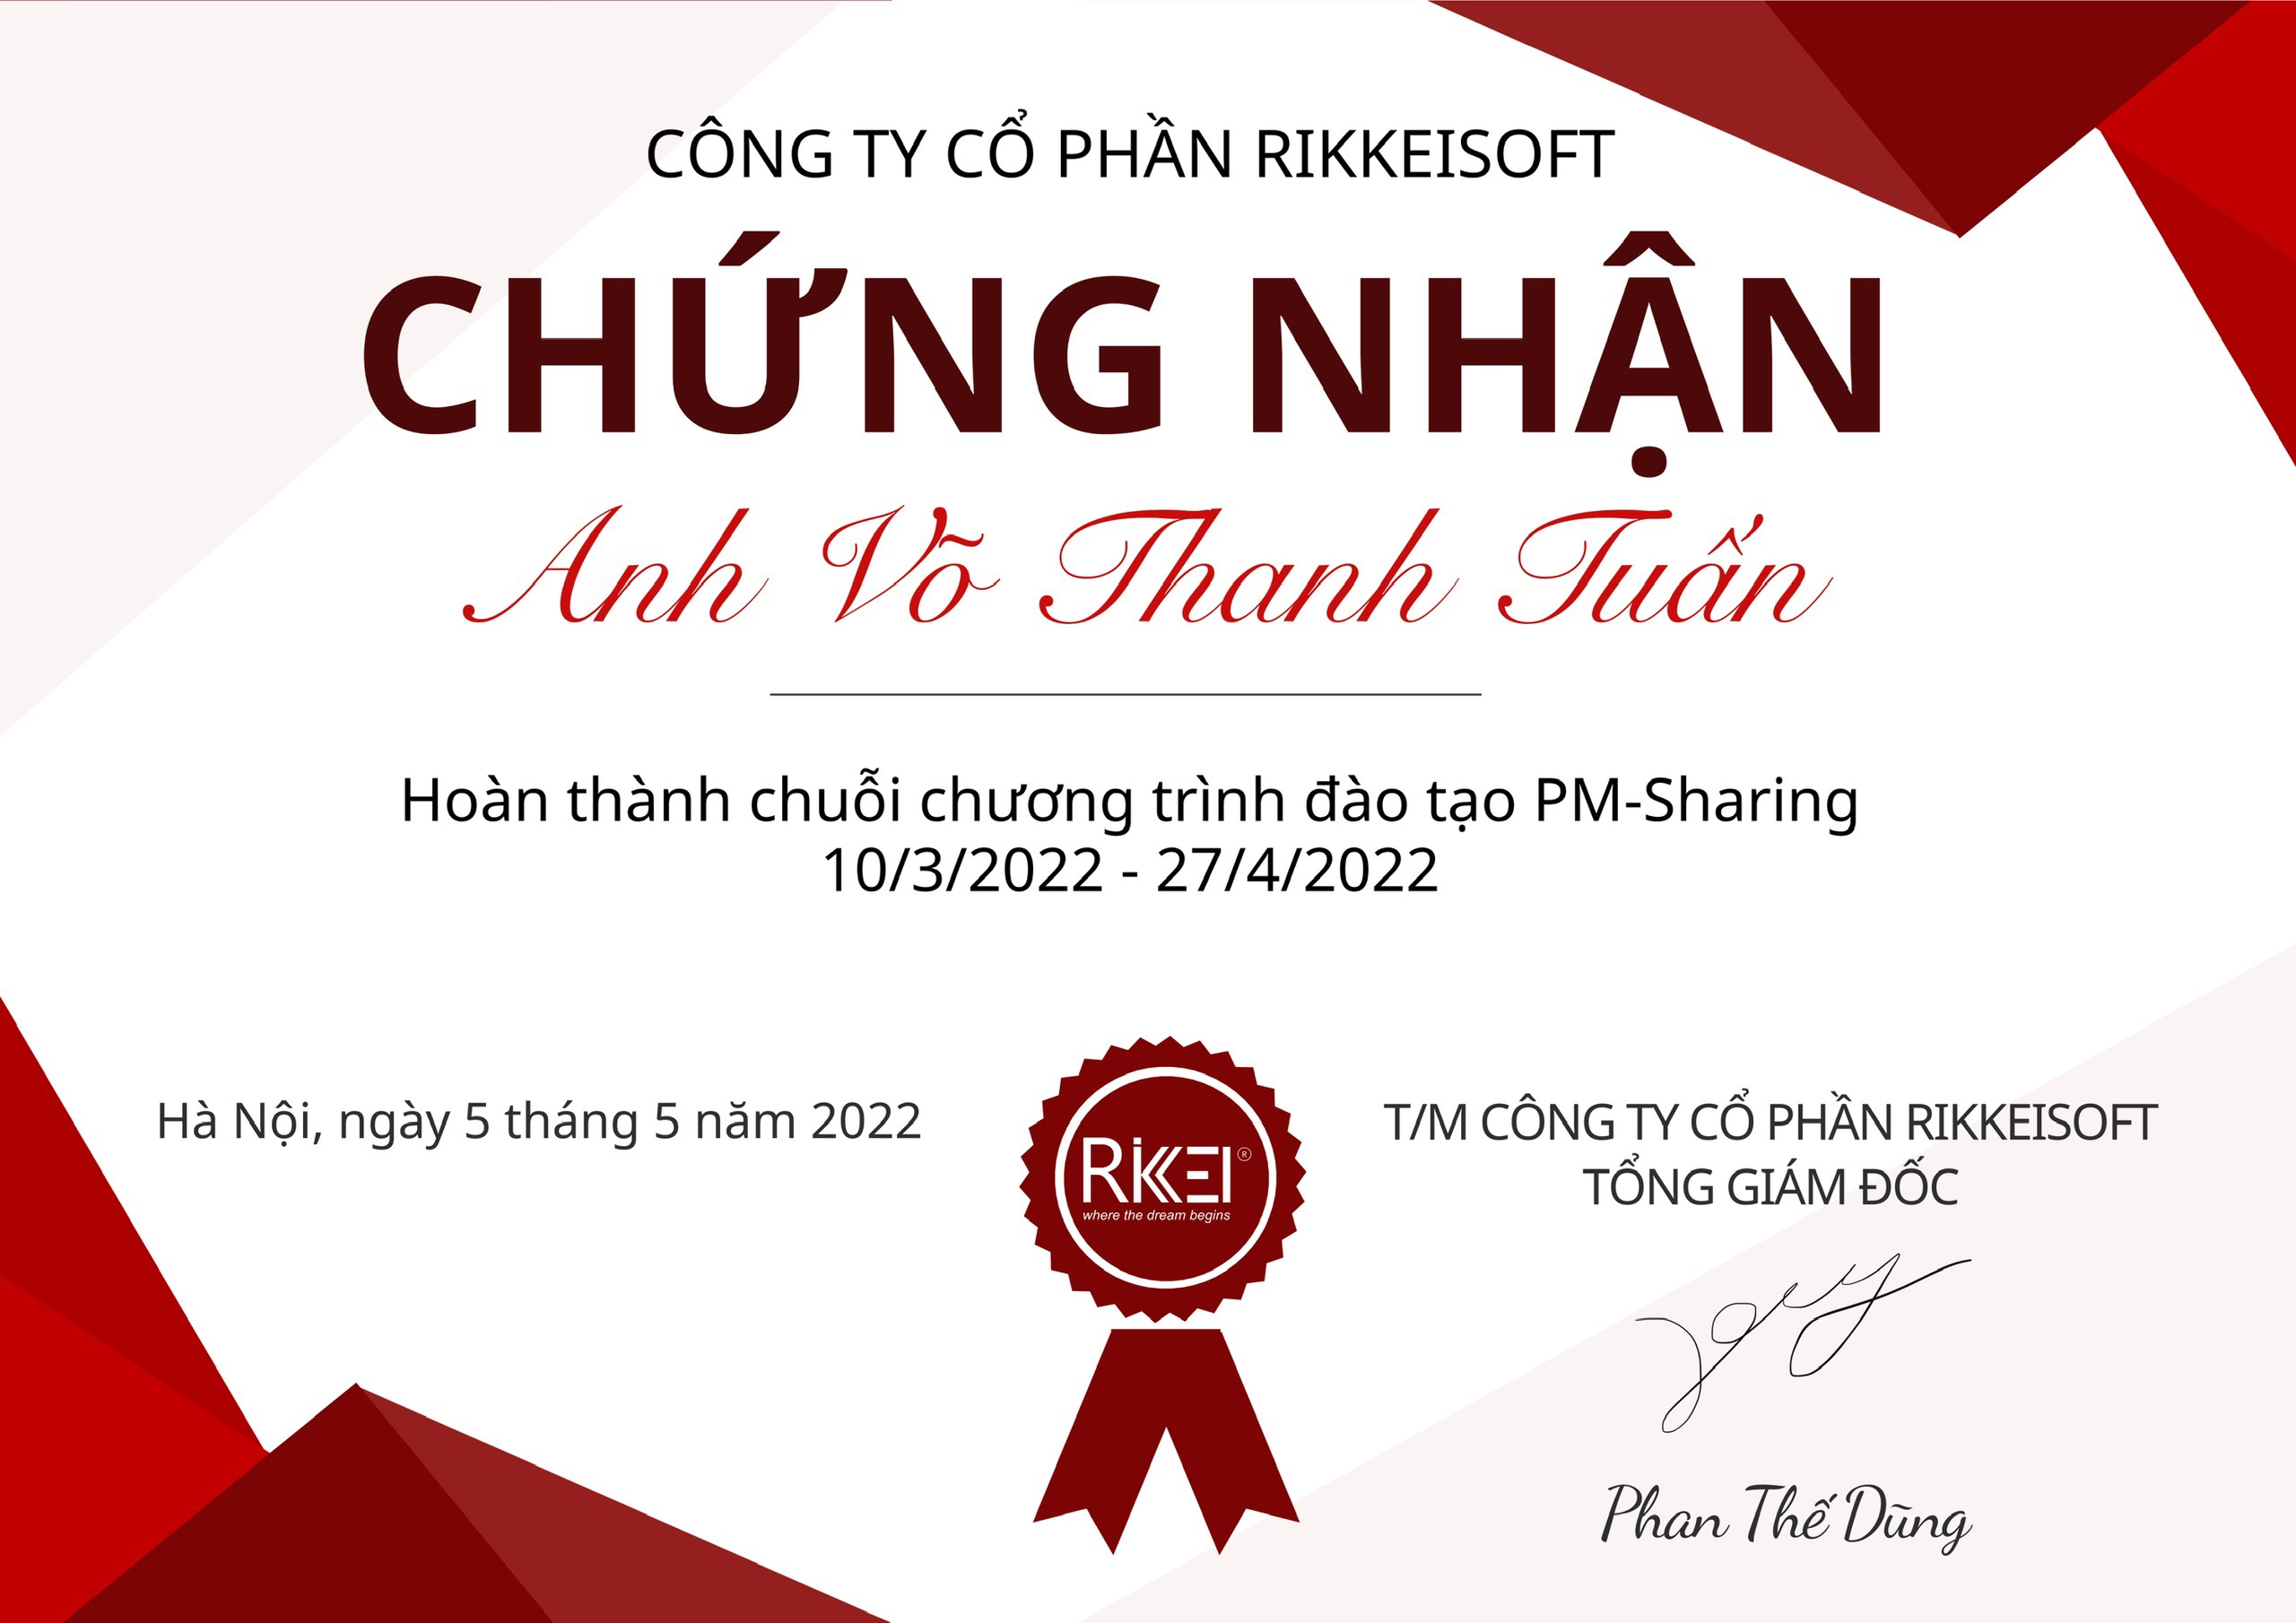 CÔNG TY CỔ PHẦN RIKKEISOFT
CHỨNG NHẬN
Anh Võ Thanh Tuấn
Hoàn thành chuỗi chương trình đào tạo PM-Sharing
10/3/2022 - 27/4/2022
Hà Nội, ngày 5 tháng 5 năm 2022
RIKKEI ®
where the dream begins
T/M CÔNG TY CỔ PHẦN RIKKEISOFT
TỔNG GIÁM ĐỐC
Phan Thế Dũng